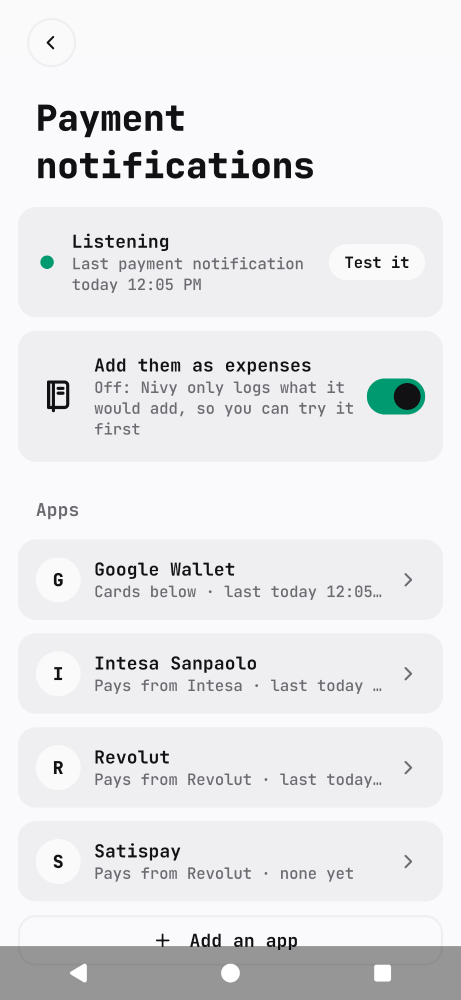 Payment
notifications
Listening
Last payment notification
today 12:05 PM
Test it
Add them as expenses
Off: Nivy only logs what it
would add, so you can try it
first
Apps
G
Google Wallet
Cards below · last today 12:05…
I
Intesa Sanpaolo
Pays from Intesa · last today …
R
Revolut
Pays from Revolut · last today…
S
Satispay
Pays from Revolut · none yet
+ Add an app